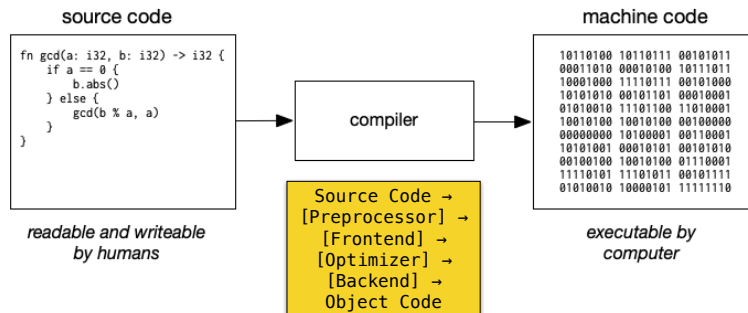 source code
machine code
fn gcd(a: i32, b: i32) -> i32 {
    if a == 0 {
        b.abs()
    } else {
        gcd(b % a, a)
    }
}
compiler
10110100 10110111 00101011
00011010 00010100 10111011
10001000 11110111 00101000
10101010 00101101 00010001
01010010 11101100 11010001
10010100 10010100 00100000
00000000 10100001 00110001
10101001 00010101 00101010
00100100 10010100 01110001
11110101 11101011 00101111
01010010 10000101 11111110
readable and writeable
by humans
Source Code →
[Preprocessor] →
[Frontend] →
[Optimizer] →
[Backend] →
Object Code
executable by
computer